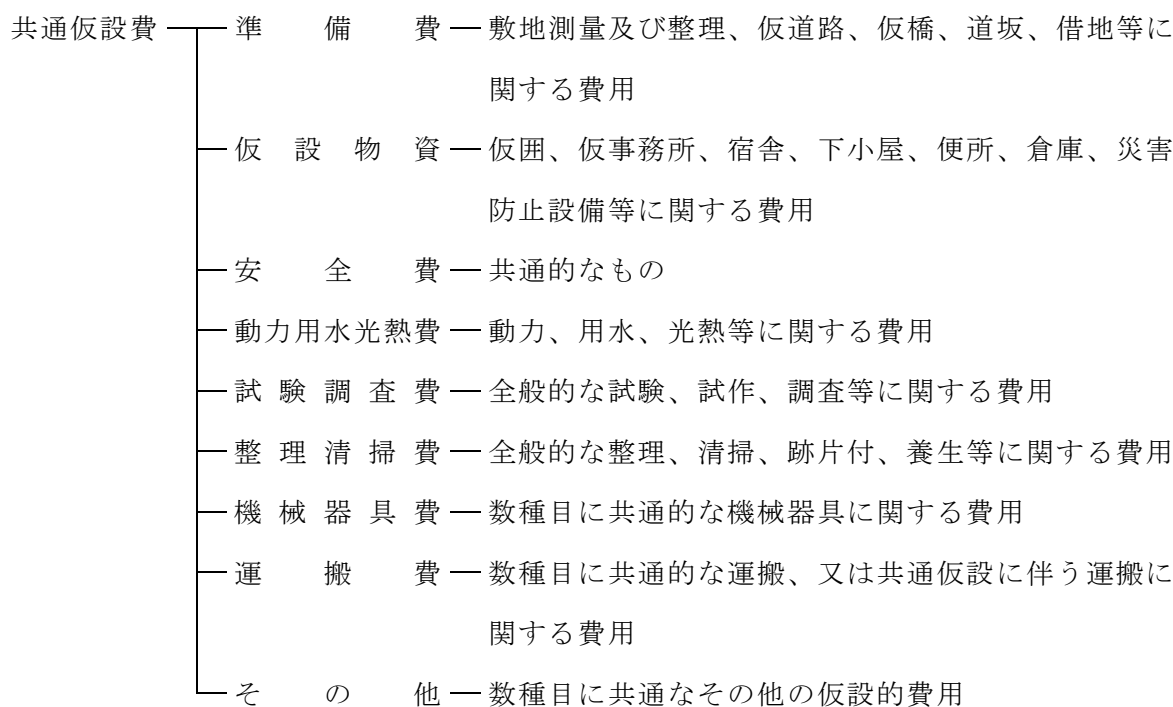 共通仮設費 準備費 敷地測量及び整理、仮道路、仮橋、道坂、借地等に
関する費用
仮設物資 仮囲、仮事務所、宿舎、下小屋、便所、倉庫、災害
防止設備等に関する費用
安全費 共通的なもの
動力用水光熱費 動力、用水、光熱等に関する費用
試験調査費 全般的な試験、試作、調査等に関する費用
整理清掃費 全般的な整理、清掃、跡片付、養生等に関する費用
機械器具費 数種目に共通的な機械器具に関する費用
運搬費 数種目に共通的な運搬、又は共通仮設に伴う運搬に
関する費用
その他 数種目に共通なその他の仮設的費用